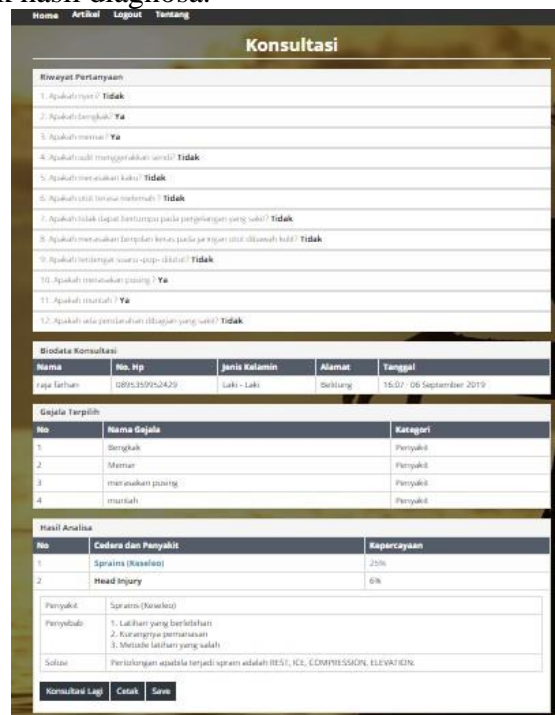 k hasil diagnosa.
Home Artikel Logout Tentang
Konsultasi
Riwayat Pertanyaan
1. Apakah nyeri? Tidak
2. Apakah bengkak? Ya
3. Apakah memar? Ya
4. Apakah sulit menggerakkan sendi? Tidak
5. Apakah merasakan kaku? Tidak
6. Apakah otot terasa melemah ? Tidak
7. Apakah tidak dapat bertumpu pada pergelangan yang sakit? Tidak
8. Apakah merasakan benjolan keras pada jaringan otot dibawah kulit? Tidak
9. Apakah terdengar suara -pop- diotot? Tidak
10. Apakah merasakan pusing ? Ya
11. Apakah muntah ? Ya
12. Apakah ada pendarahan dibagian yang sakit? Tidak
Biodata Konsultasi
Nama No. Hp Jenis Kelamin Alamat Tanggal
raja farhan 0895359952429 Laki - Laki Belitung 16:07 - 06 September 2019
Gejala Terpilih
No Nama Gejala Kategori
1 Bengkak Penyakit
2 Memar Penyakit
3 merasakan pusing Penyakit
4 muntah Penyakit
Hasil Analisa
No Cedera dan Penyakit Kepercayaan
1 Sprains (Keseleo) 25%
2 Head Injury 6%
Penyakit Sprains (Keseleo)
Penyebab 1. Latihan yang berlebihan
2. Kurangnya pemanasan
3. Metode latihan yang salah
Solusi Pertolongan apabila terjadi sprain adalah REST, ICE, COMPRESSION, ELEVATION.
Konsultasi Lagi Cetak Save